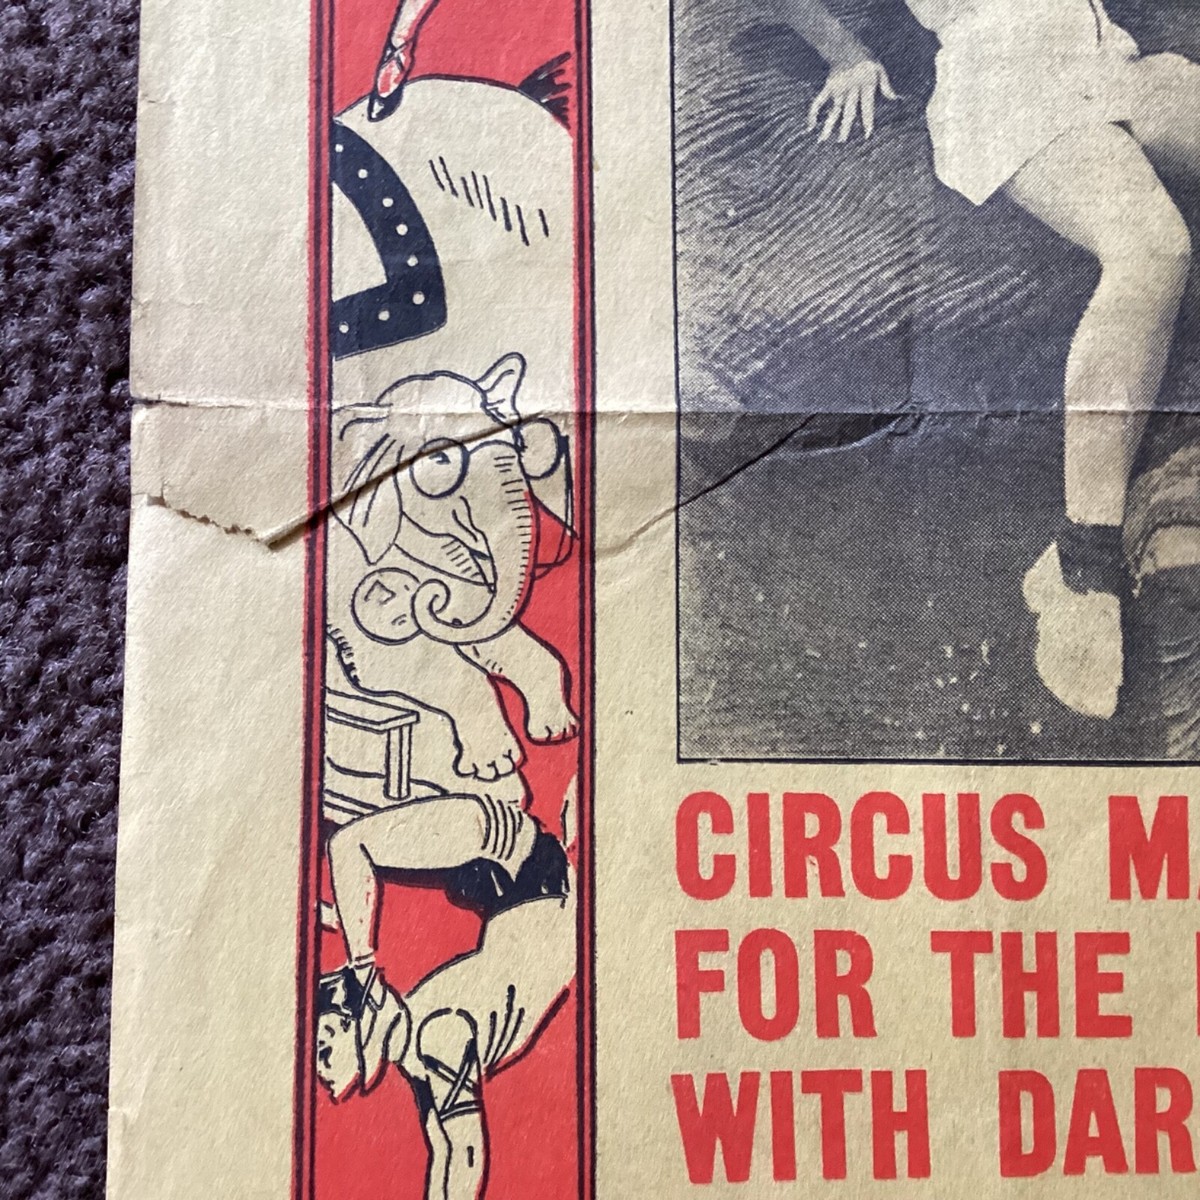 CIRCUS M
FOR THE
WITH DAR